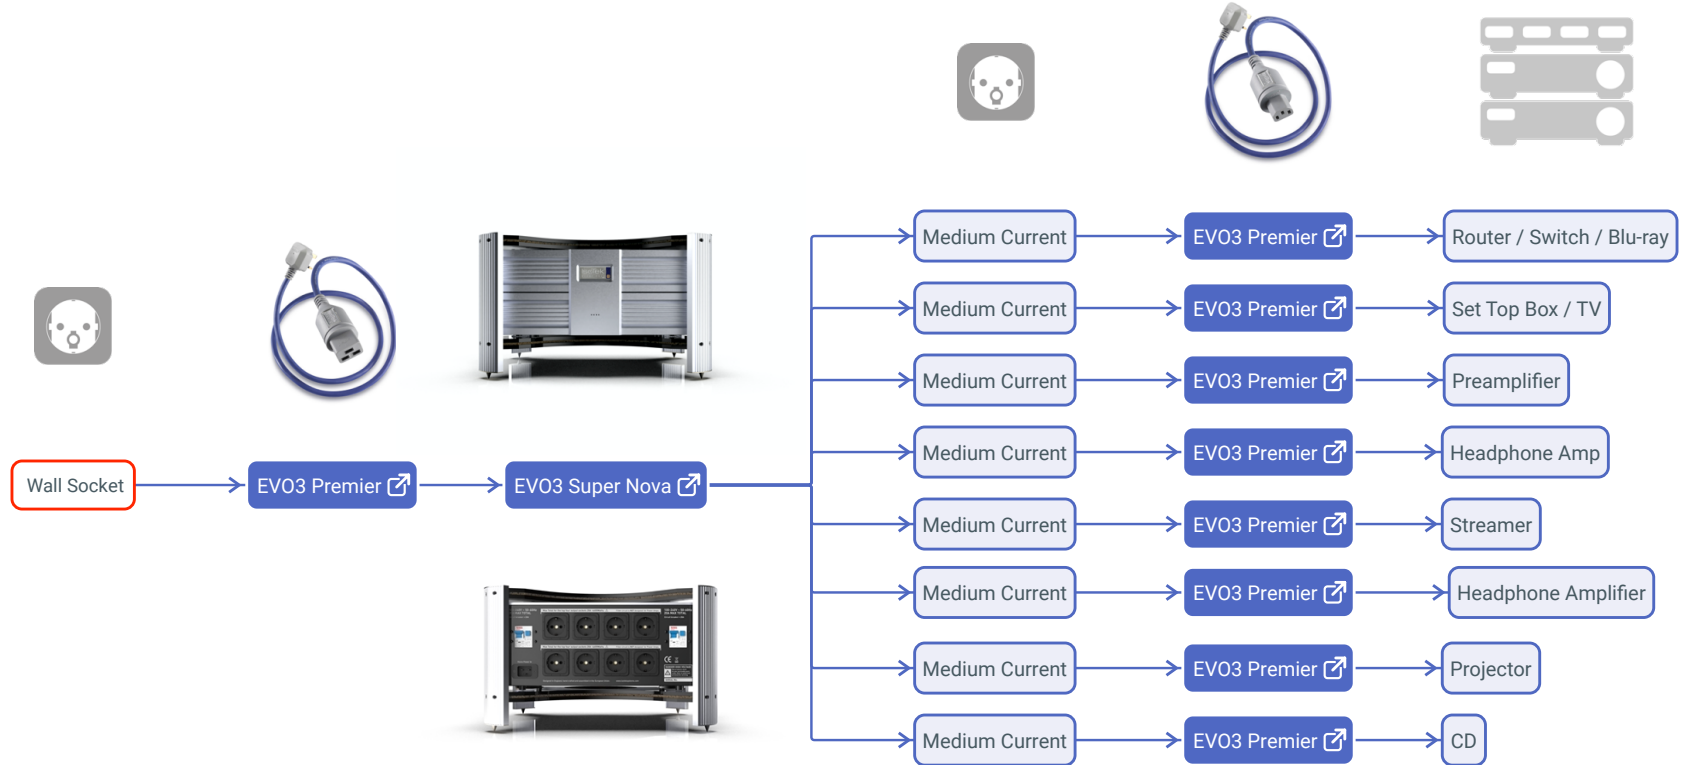 Medium Current EVO3 Premier Router / Switch / Blu-ray
Medium Current EVO3 Premier Set Top Box / TV
Medium Current EVO3 Premier Preamplifier
Medium Current EVO3 Premier Headphone Amp
Wall Socket EVO3 Premier EVO3 Super Nova
Medium Current EVO3 Premier Streamer
Medium Current EVO3 Premier Headphone Amplifier
Medium Current EVO3 Premier Projector
Medium Current EVO3 Premier CD